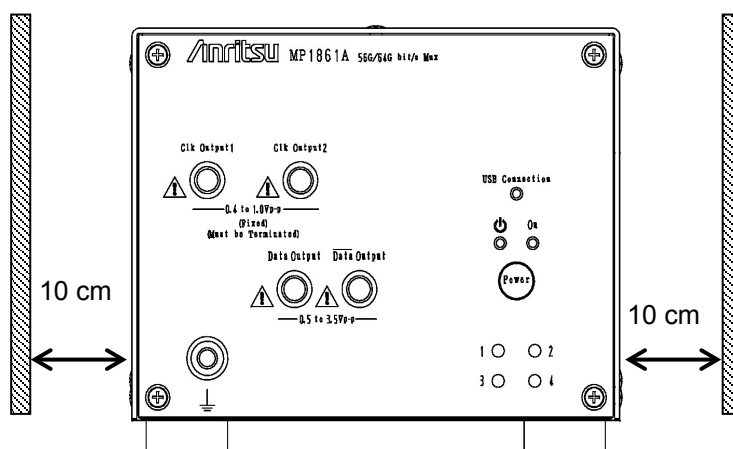 Anritsu MP1861A 56G/64G bit/s Max
Clk Output1 Clk Output2
0.4 to 1.0Vp-p
(Fixed)
(Must be Terminated)
USB Connection
On
Data Output Data Output
Power
0.5 to 3.5Vp-p
10 cm
10 cm
1 2
3 4